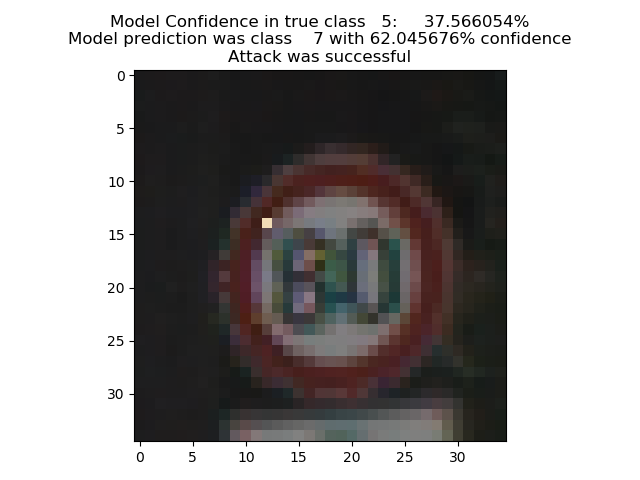 Model Confidence in true class 5: 37.566054%
Model prediction was class 7 with 62.045676% confidence
Attack was successful
0
5
10
15
20
25
30
80
0 5 10 15 20 25 30